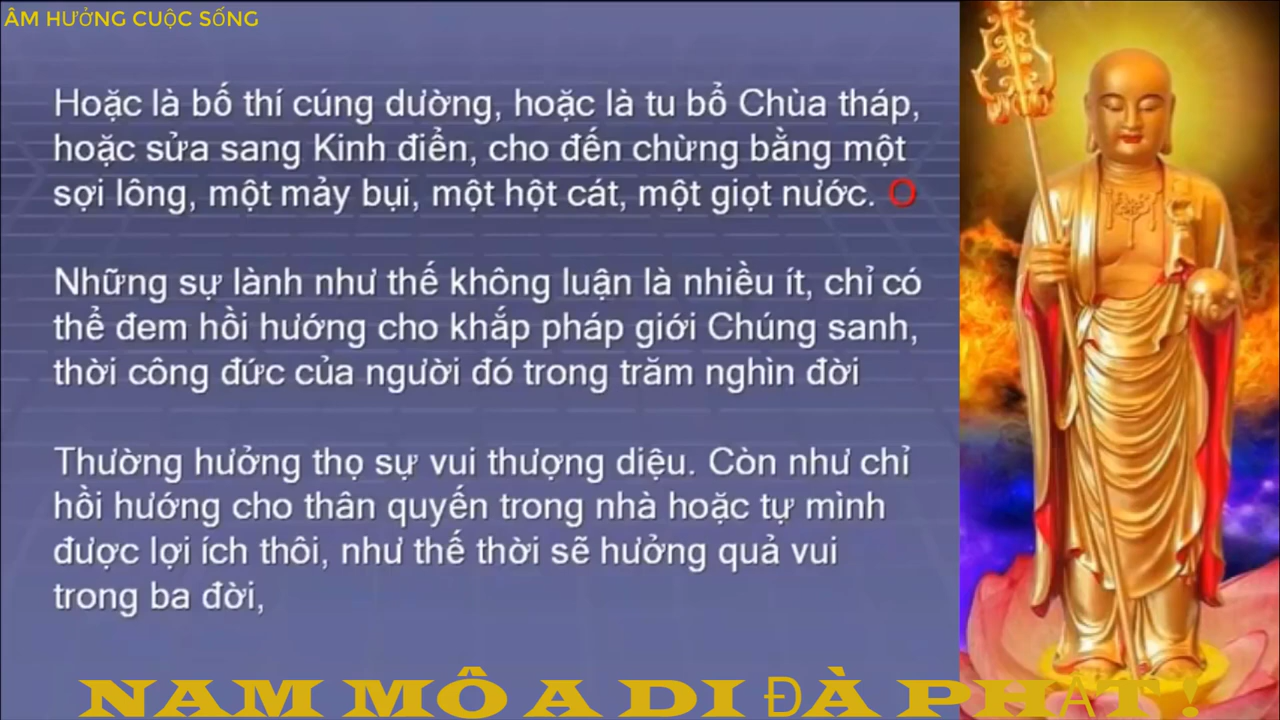 ÂM HƯỞNG CUỘC SỐNG
Hoặc là bố thí cúng dường, hoặc là tu bổ Chùa tháp,
hoặc sửa sang Kinh điển, cho đến chừng bằng một
sợi lông, một mảy bụi, một hột cát, một giọt nước. O
Những sự lành như thế không luận là nhiều ít, chỉ có
thể đem hồi hướng cho khắp pháp giới Chúng sanh,
thời công đức của người đó trong trăm nghìn đời
Thường hưởng thọ sự vui thượng diệu. Còn như chỉ
hồi hướng cho thân quyến trong nhà hoặc tự mình
được lợi ích thôi, như thế thời sẽ hưởng quả vui
trong ba đời,
NAM MÔ A DI ĐÀ PHẬT !